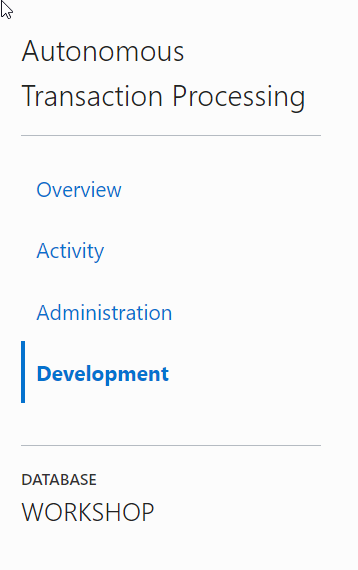 Autonomous
Transaction Processing
Overview
Activity
Administration
Development
DATABASE
WORKSHOP